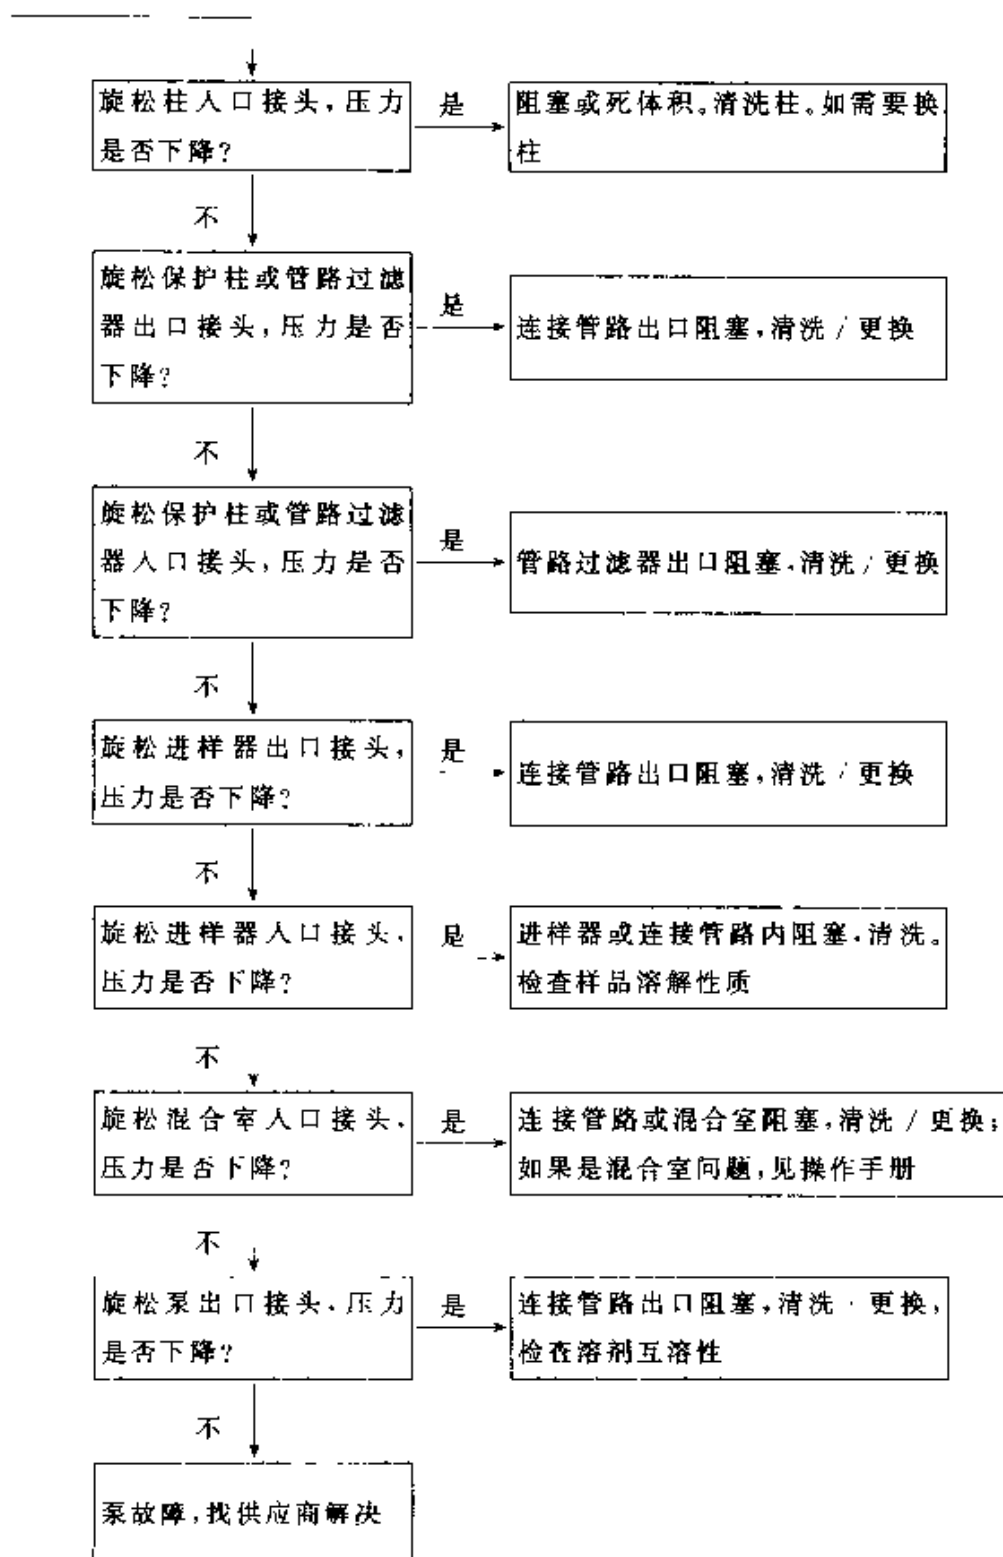 旋松柱入口接头,压力
是否下降?
是
阻塞或死体积。清洗柱。如需要换
柱
不
旋松保护柱或管路过滤
器出口接头,压力是否
下降?
是
连接管路出口阻塞,清洗/更换
不
旋松保护柱或管路过滤
器入口接头,压力是否
下降?
是
管路过滤器出口阻塞,清洗/更换
不
旋松进样器出口接头,
压力是否下降?
是
连接管路出口阻塞,清洗/更换
不
旋松进样器入口接头,
压力是否下降?
是
进样器或连接管路内阻塞,清洗。
检查样品溶解性质
不
旋松混合室入口接头,
压力是否下降?
是
连接管路或混合室阻塞,清洗/更换;
如果是混合室问题,见操作手册
不
旋松泵出口接头,压力
是否下降?
是
连接管路出口阻塞,清洗·更换,
检查溶剂互溶性
不
泵故障,找供应商解决